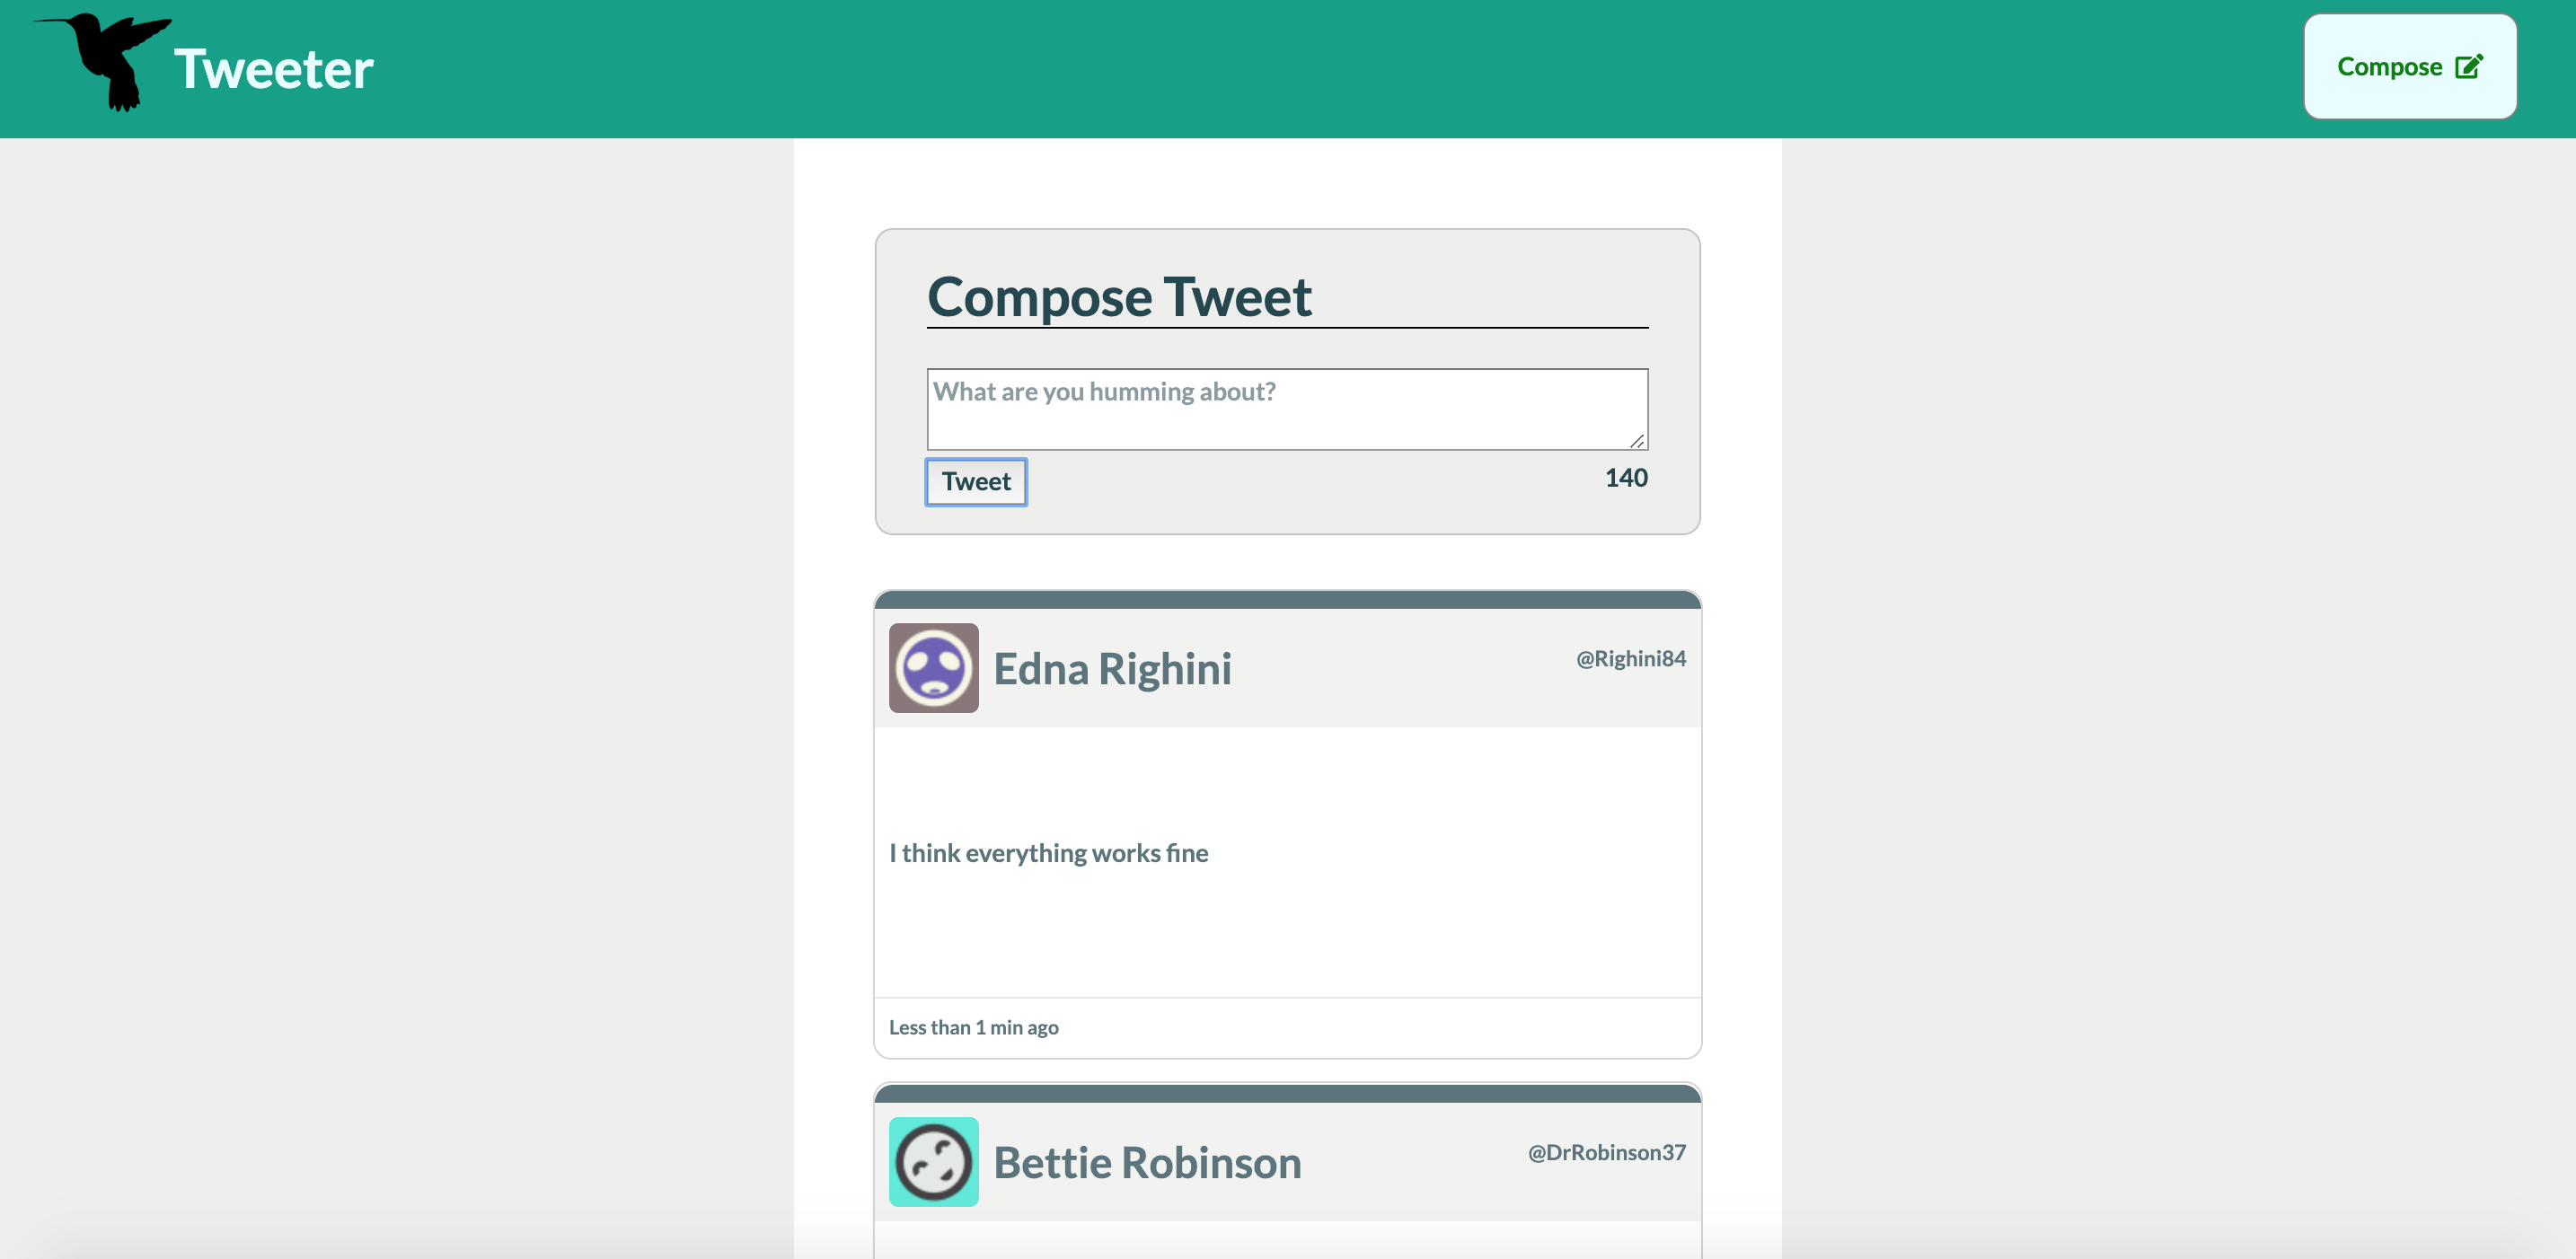 Tweeter
Compose
Compose Tweet
What are you humming about?
Tweet
140
Edna Righini
@Righini84
I think everything works fine
Less than 1 min ago
Bettie Robinson
@DrRobinson37